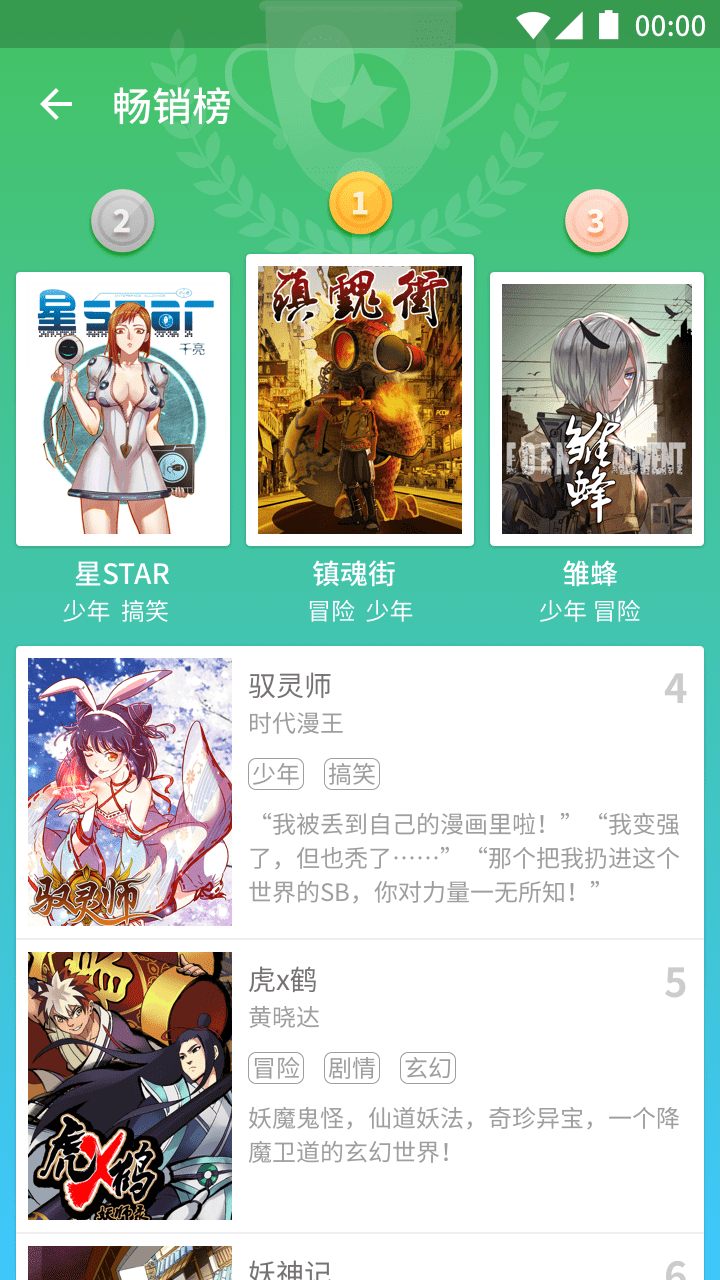 00:00
畅销榜
2
1
3
星STAR
千亮
镇魂街
雏蜂
星STAR
镇魂街
雏蜂
少年 搞笑
冒险 少年
少年 冒险
驭灵师
4
时代漫王
少年 搞笑
“我被丢到自己的漫画里啦！” “我变强
了，但也秃了……” “那个把我扔进这个
世界的SB，你对力量一无所知！”
驭灵师
虎x鹤
5
黄晓达
冒险 剧情 玄幻
妖魔鬼怪，仙道妖法，奇珍异宝，一个降
魔卫道的玄幻世界！
虎X鹤
妖师录
妖神记
6